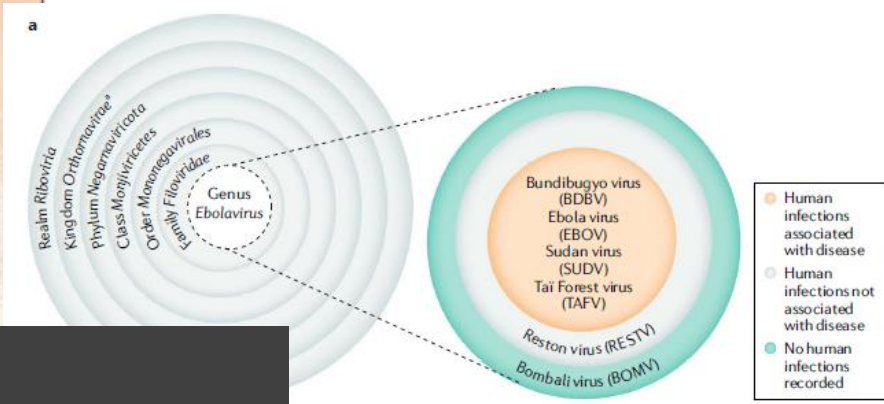 a
Realm Riboviria
Kingdom Orthornavirae^a
Phylum Negarnaviricota
Class Monjiviricetes
Order Mononegavirales
Family Filoviridae
Genus
Ebolavirus
Bundibugyo virus
(BDBV)
Ebola virus
(EBOV)
Sudan virus
(SUDV)
Taï Forest virus
(TAFV)
Reston virus (RESTV)
Bombali virus (BOMV)
Human
infections
associated
with disease
Human
infections not
associated
with disease
No human
infections
recorded